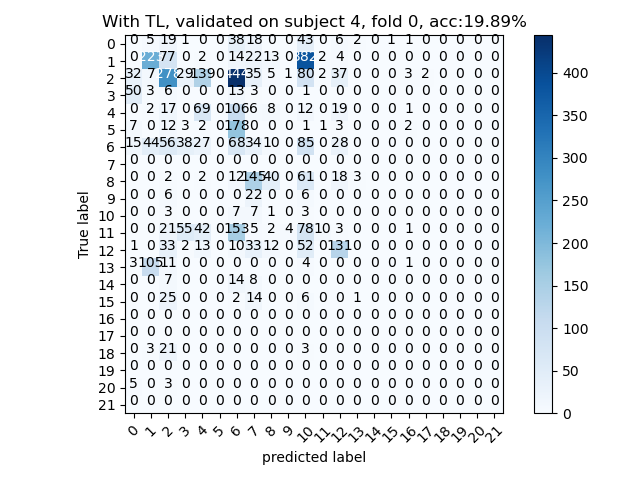 With TL, validated on subject 4, fold 0, acc:19.89%
0 0 5 19 1 0 0 38 18 0 0 43 0 6 2 0 1 1 0 0 0 0 0
1 0 77 0 2 0 14 22 13 0 382 2 4 0 0 0 0 0 0 0 0 0
2 32 7 278 29 139 0 444 35 5 1 80 2 37 0 0 0 3 2 0 0 0 0
3 50 3 6 0 0 0 13 3 0 0 1 0 0 0 0 0 0 0 0 0 0 0
4 0 2 17 0 69 0 106 6 8 0 12 0 19 0 0 0 1 0 0 0 0 0
5 7 0 12 3 2 0 178 0 0 0 1 1 3 0 0 0 2 0 0 0 0 0
6 15 44 56 38 27 0 68 34 10 0 85 0 28 0 0 0 0 0 0 0 0 0
7 0 0 0 0 0 0 0 0 0 0 0 0 0 0 0 0 0 0 0 0 0 0
8 0 0 2 0 2 0 12 145 40 0 61 0 18 3 0 0 0 0 0 0 0 0
9 0 0 6 0 0 0 0 22 0 0 6 0 0 0 0 0 0 0 0 0 0 0
10 0 0 3 0 0 0 7 7 1 0 3 0 0 0 0 0 0 0 0 0 0 0
11 0 0 21 55 42 0 153 35 2 4 78 10 3 0 0 0 1 0 0 0 0 0
12 1 0 33 2 13 0 10 33 12 0 52 0 131 0 0 0 0 0 0 0 0 0
13 3 105 11 0 0 0 0 0 0 0 4 0 0 0 0 0 1 0 0 0 0 0
14 0 0 7 0 0 0 14 8 0 0 0 0 0 0 0 0 0 0 0 0 0 0
15 0 0 25 0 0 0 2 14 0 0 6 0 0 1 0 0 0 0 0 0 0 0
16 0 0 0 0 0 0 0 0 0 0 0 0 0 0 0 0 0 0 0 0 0 0
17 0 0 0 0 0 0 0 0 0 0 0 0 0 0 0 0 0 0 0 0 0 0
18 0 3 21 0 0 0 0 0 0 0 3 0 0 0 0 0 0 0 0 0 0 0
19 0 0 0 0 0 0 0 0 0 0 0 0 0 0 0 0 0 0 0 0 0 0
20 5 0 3 0 0 0 0 0 0 0 0 0 0 0 0 0 0 0 0 0 0 0
21 0 0 0 0 0 0 0 0 0 0 0 0 0 0 0 0 0 0 0 0 0 0
0 1 2 3 4 5 6 7 8 9 10 11 12 13 14 15 16 17 18 19 20 21
predicted label
True label
400
350
300
250
200
150
100
50
0